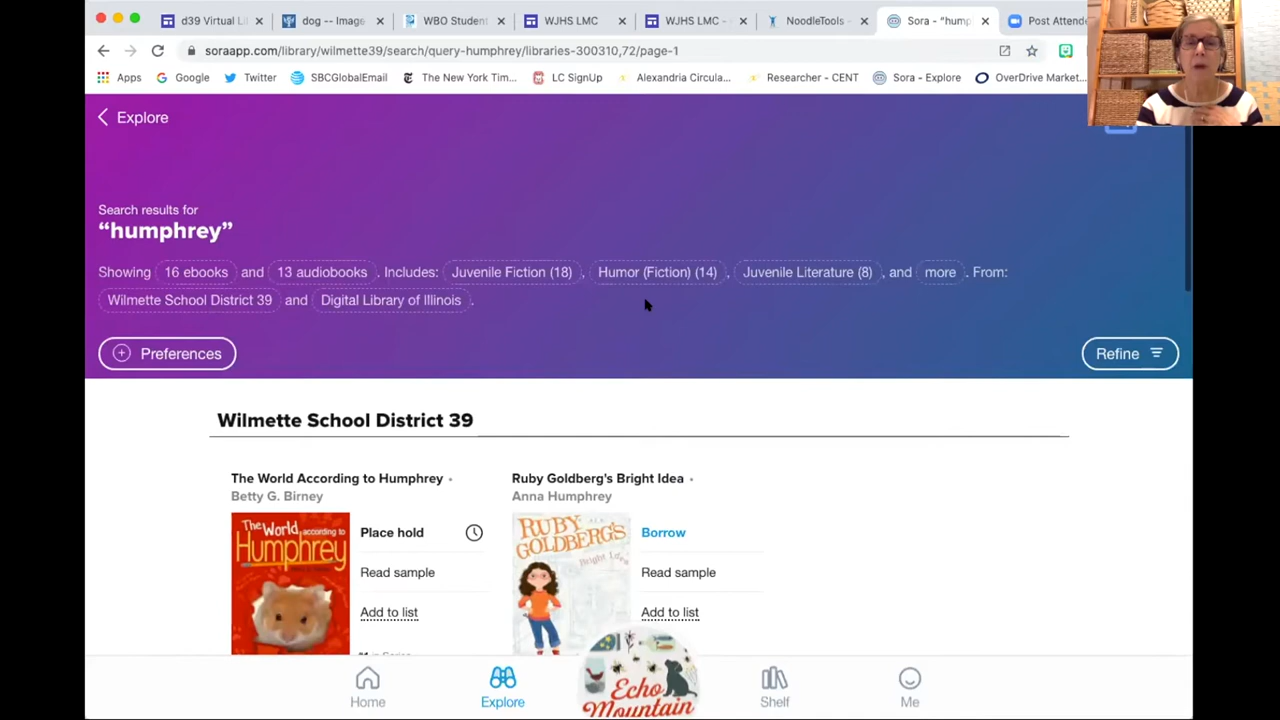 d39 Virtual Li
dog -- Image
WBO Student
WJHS LMC
WJHS LMC -
NoodleTools -
Sora - "hump
Post Attende
soraapp.com/library/wilmette39/search/query-humphrey/libraries-300310,72/page-1
Apps
Google
Twitter
SBCGlobalEmail
The New York Tim...
LC SignUp
Alexandria Circula...
Researcher - CENT
Sora - Explore
OverDrive Market...
Explore
Search results for
“humphrey”
Showing 16 ebooks and 13 audiobooks . Includes: Juvenile Fiction (18) , Humor (Fiction) (14) , Juvenile Literature (8) , and more . From:
Wilmette School District 39 and Digital Library of Illinois .
Preferences
Refine
Wilmette School District 39
The World According to Humphrey
Betty G. Birney
The World
according to
Humphrey
Place hold
Read sample
Add to list
Ruby Goldberg's Bright Idea
Anna Humphrey
RUBY
GOLDBERG'S
Bright Idea
Borrow
Read sample
Add to list
Home
Explore
Echo
Mountain
Shelf
Me